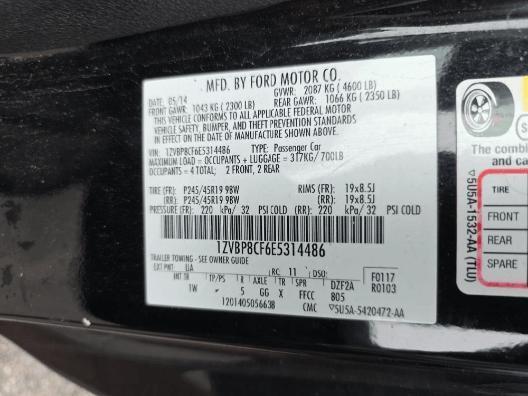 MFD. BY FORD MOTOR CO.
DATE: 05/14 GVWR: 2087 KG ( 4600 LB)
FRONT GAWR: 1043 KG ( 2300 LB) REAR GAWR: 1066 KG ( 2350 LB)
THIS VEHICLE CONFORMS TO ALL APPLICABLE FEDERAL MOTOR
VEHICLE SAFETY, BUMPER, AND THEFT PREVENTION STANDARDS
IN EFFECT ON THE DATE OF MANUFACTURE SHOWN ABOVE.
VIN: 1ZVBP8CF6E5314486 TYPE: Passenger Car
MAXIMUM LOAD = OCCUPANTS + LUGGAGE = 317KG/ 700LB
OCCUPANTS = 4 TOTAL; 2 FRONT, 2 REAR
TIRE (FR): P245/45R19 98W RIMS (FR): 19x8.5J
(RR): P245/45R19 98W (RR): 19x8.5J
PRESSURE (FR): 220 kPa/ 32 PSI COLD (RR): 220 kPa/ 32 PSI COLD
1ZVBP8CF6E5314486
TRAILER TOWING - SEE OWNER GUIDE
EXT PNT: UA RC: 11 DSO: F0117
INT TP/PS R AXLE TR SPR DZF2A R0103
1W 5 GG X FFCC 805
1201405056638 CMC ▽5U5A-5420472-AA
▽5U5A-1532-AA (TLU)
TIRE
FRONT
REAR
SPARE